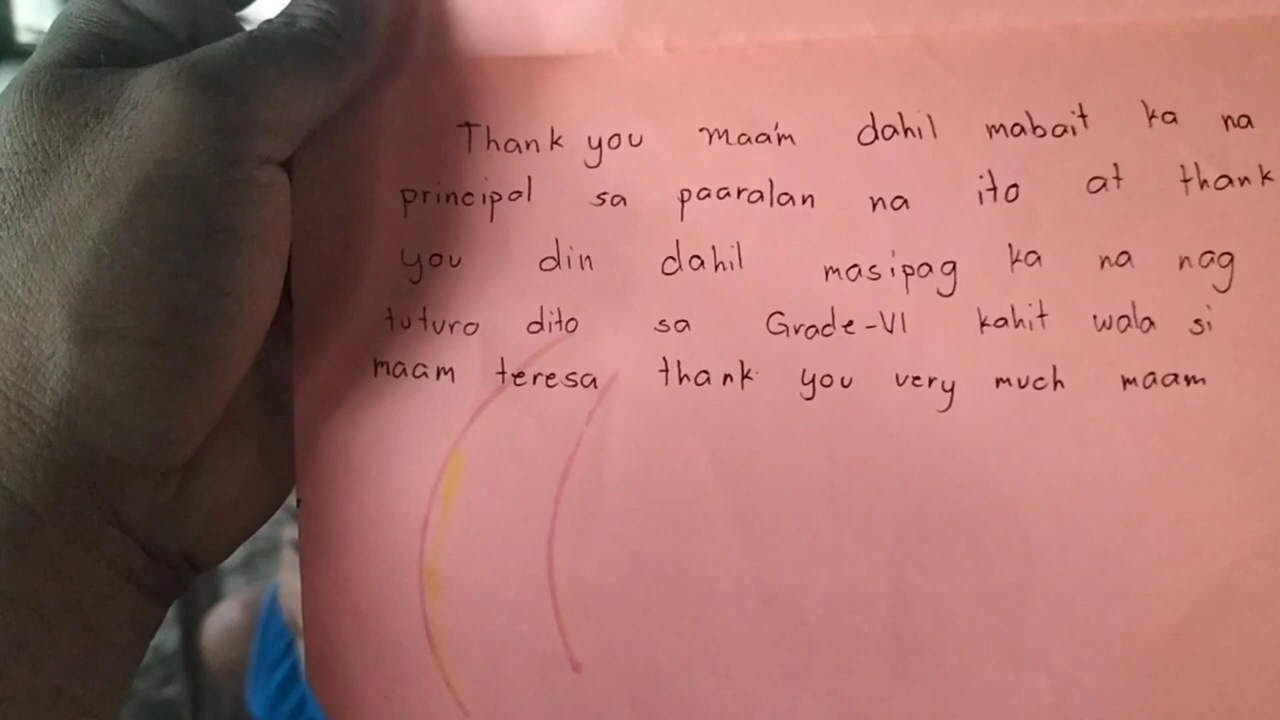 Thank you maa'm dahil mabait ka na
principal sa paaralan na ito at thank
you din dahil masipag ka na nag
tuturo dito sa Grade-VI kahit wala si
maam teresa thank you very much maam